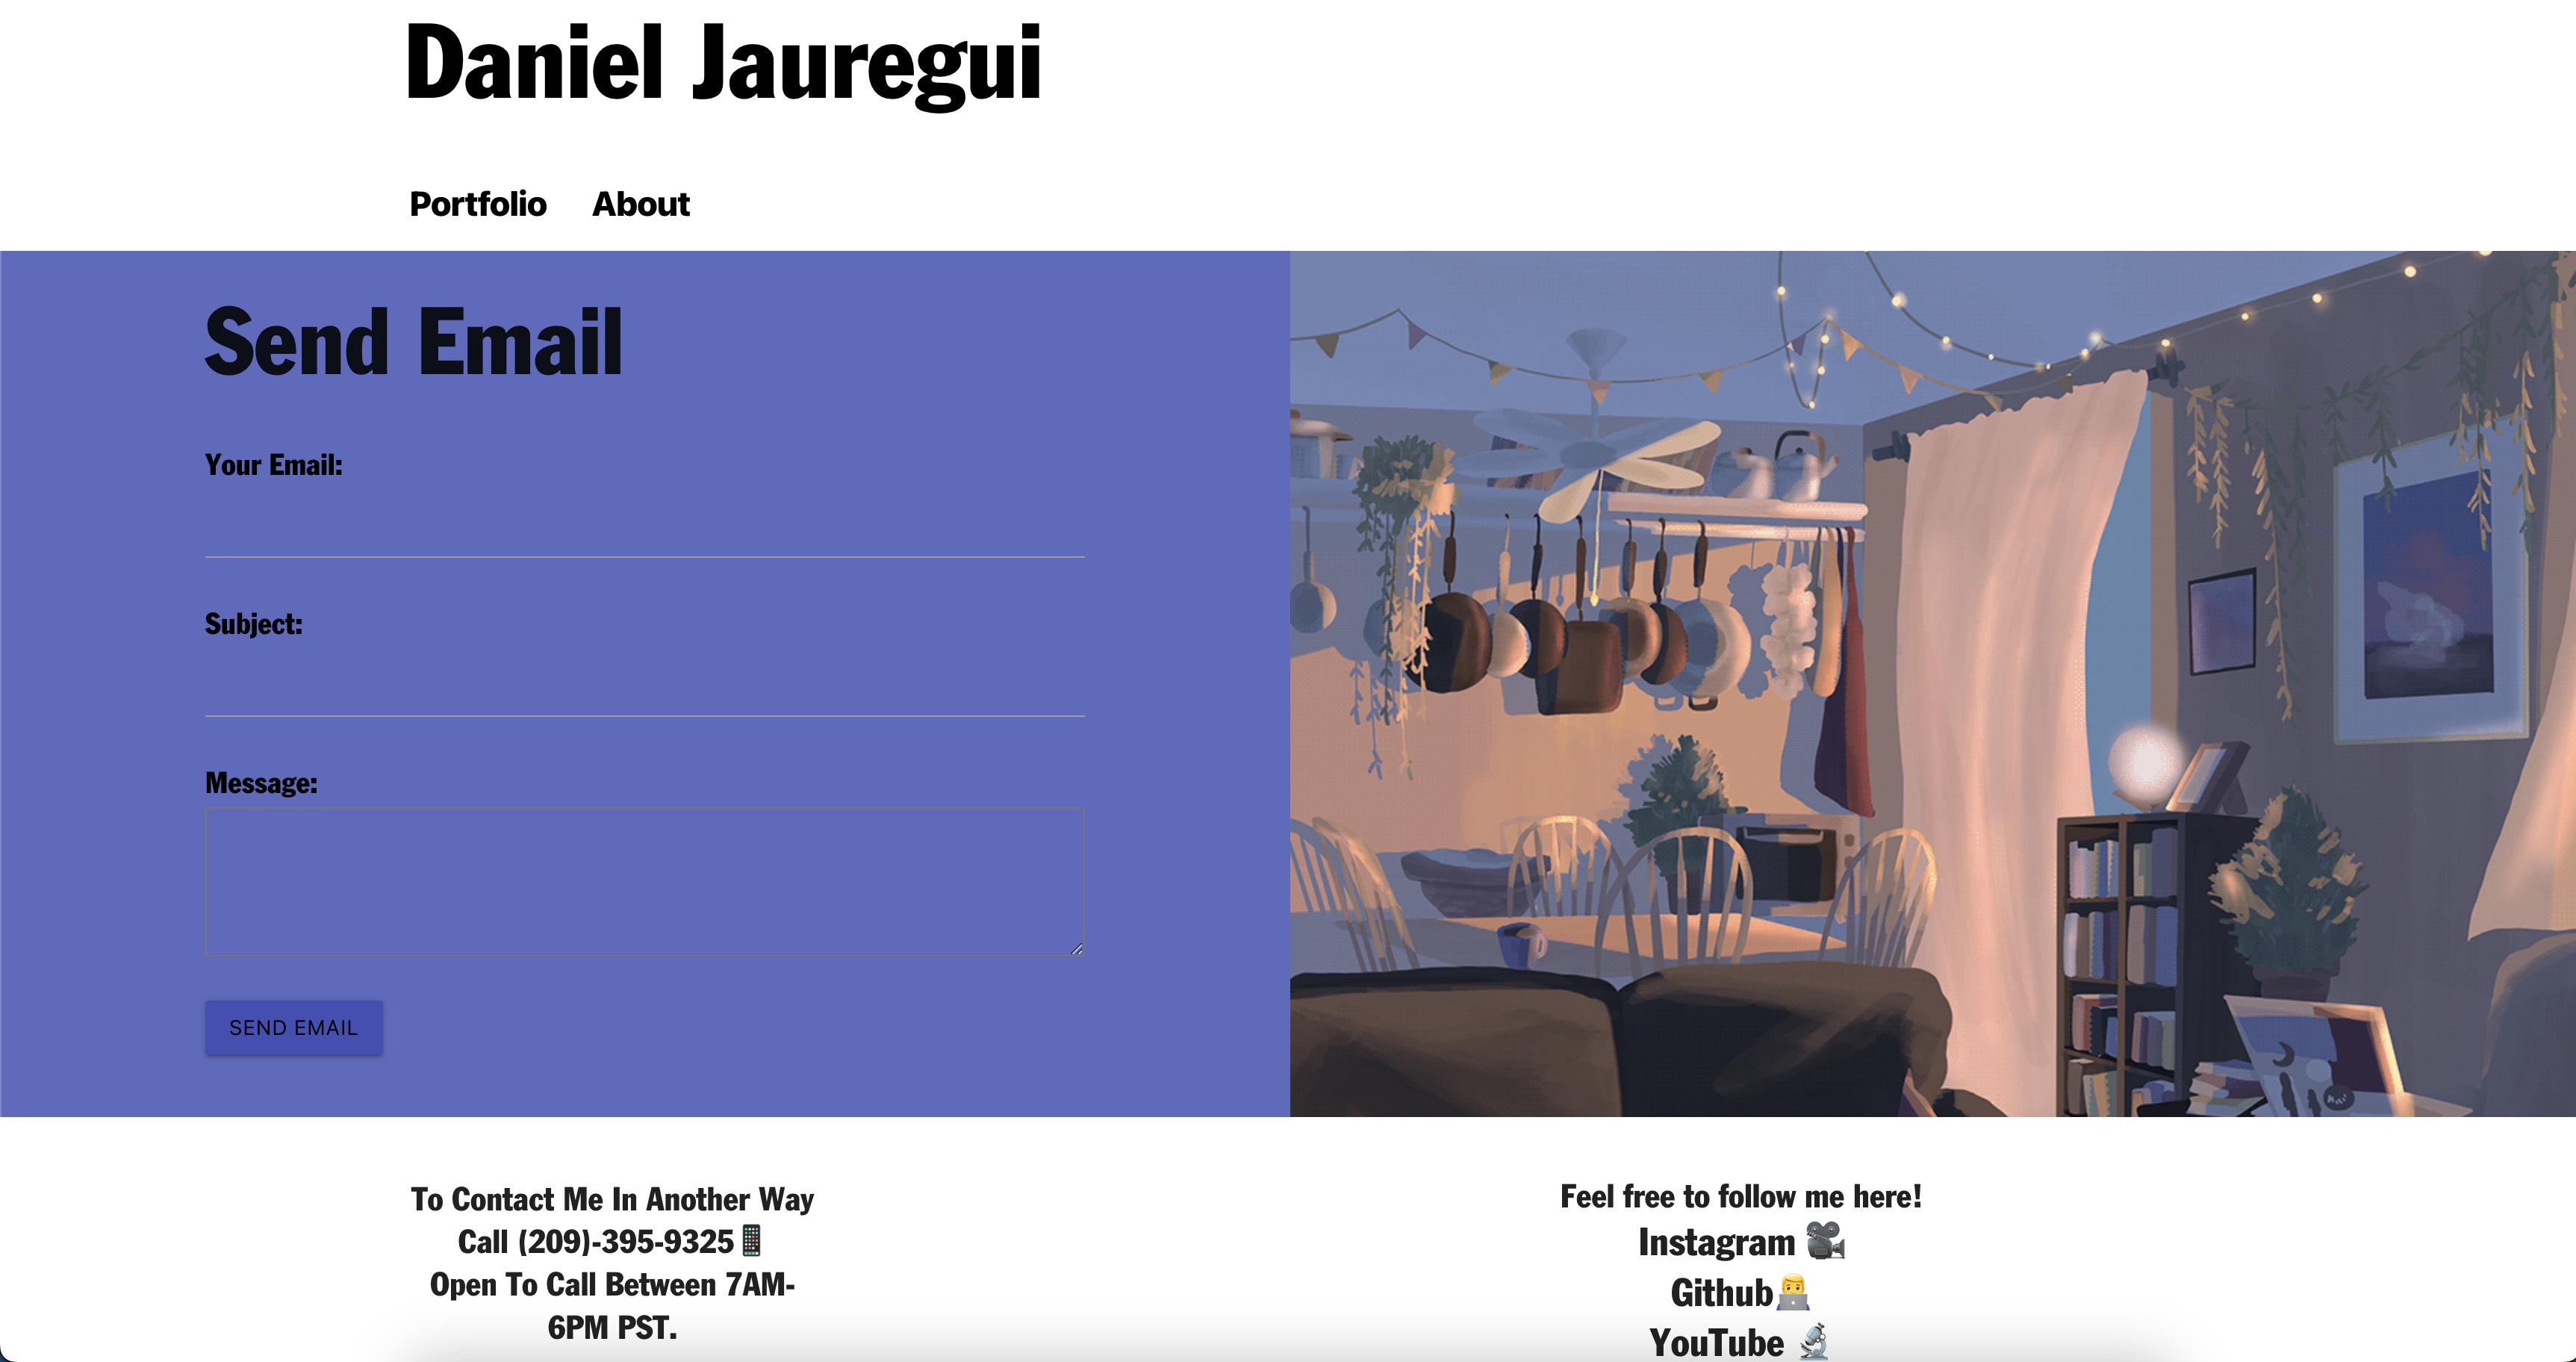 Daniel Jauregui
Portfolio About
Send Email
Your Email:
Subject:
Message:
SEND EMAIL
To Contact Me In Another Way
Call (209)-395-9325📱
Open To Call Between 7AM-
6PM PST.
Feel free to follow me here!
Instagram 🎥
Github👨‍💻
YouTube 🔬